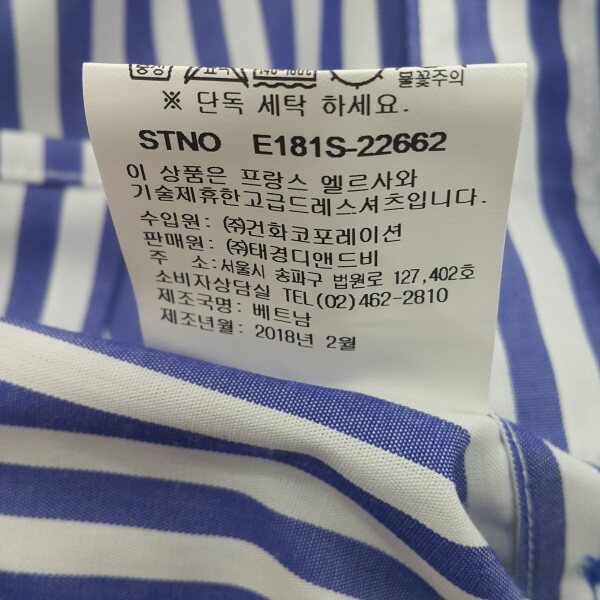 중성
140~160℃
불꽃주의
※ 단독 세탁 하세요.
STNO E181S-22662
이 상품은 프랑스 엘르사와
기술제휴한고급드레스셔츠입니다.
수입원: ㈜건화코포레이션
판매원: ㈜태경디앤드비
주 소:서울시 송파구 법원로 127,402호
소비자상담실 TEL(02)462-2810
제조국명: 베트남
제조년월: 2018년 2월